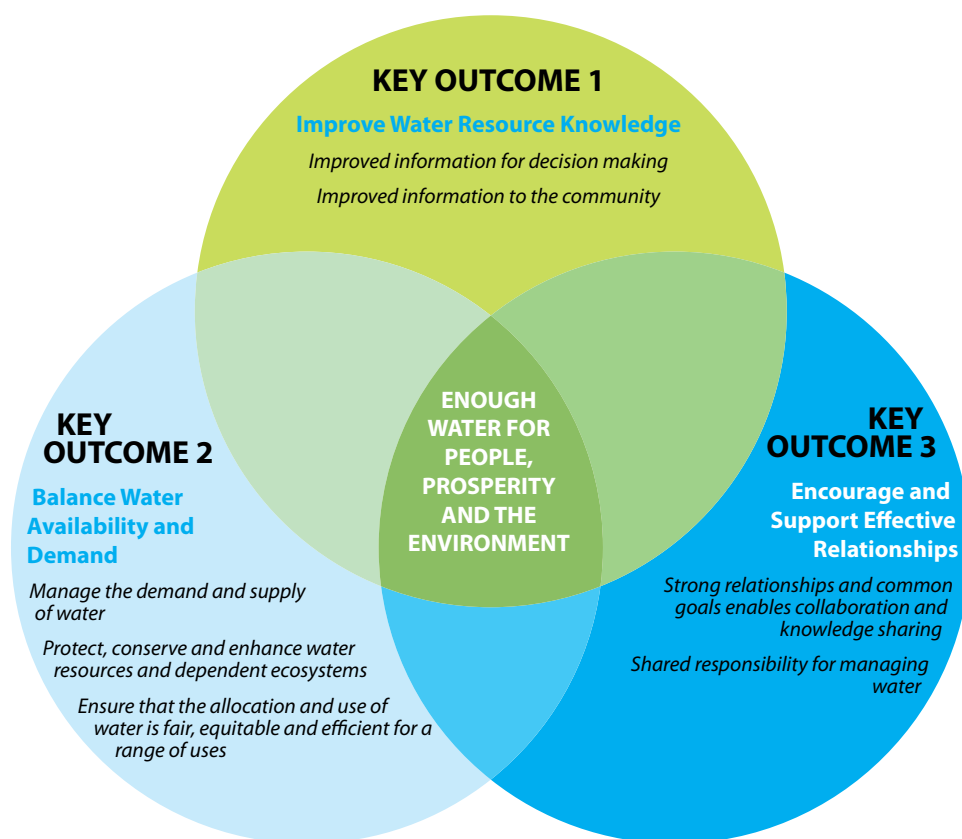 KEY OUTCOME 1
Improve Water Resource Knowledge
Improved information for decision making
Improved information to the community
ENOUGH
WATER FOR
PEOPLE,
PROSPERITY
AND THE
ENVIRONMENT
KEY
OUTCOME 2
Balance Water
Availability and
Demand
Manage the demand and supply
of water
Protect, conserve and enhance water
resources and dependent ecosystems
Ensure that the allocation and use of
water is fair, equitable and efficient for a
range of uses
KEY
OUTCOME 3
Encourage and
Support Effective
Relationships
Strong relationships and common
goals enables collaboration and
knowledge sharing
Shared responsibility for managing
water